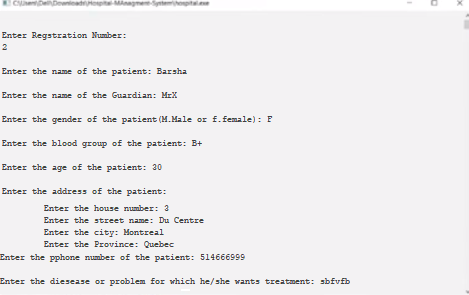 C:\Users\Dell\Downloads\Hospital-MAnagment-System\hospital.exe
Enter Regstration Number:
2
Enter the name of the patient: Barsha
Enter the name of the Guardian: MrX
Enter the gender of the patient(M.Male or f.female): F
Enter the blood group of the patient: B+
Enter the age of the patient: 30
Enter the address of the patient:
Enter the house number: 3
Enter the street name: Du Centre
Enter the city: Montreal
Enter the Province: Quebec
Enter the pphone number of the patient: 514666999
Enter the diesease or problem for which he/she wants treatment: sbfvfb